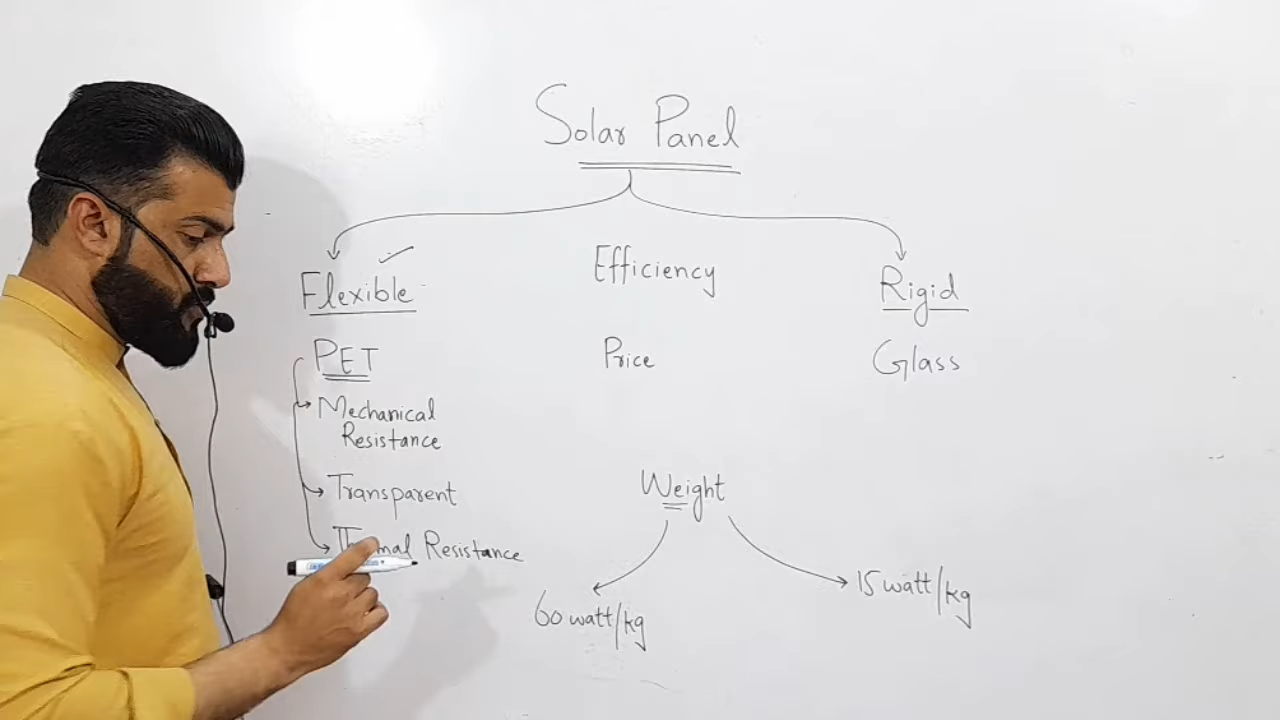 Solar Panel
Flexible
Efficiency
Rigid
PET
Price
Glass
Mechanical
Resistance
Transparent
Weight
Thermal Resistance
60 watt/kg
15 watt/kg